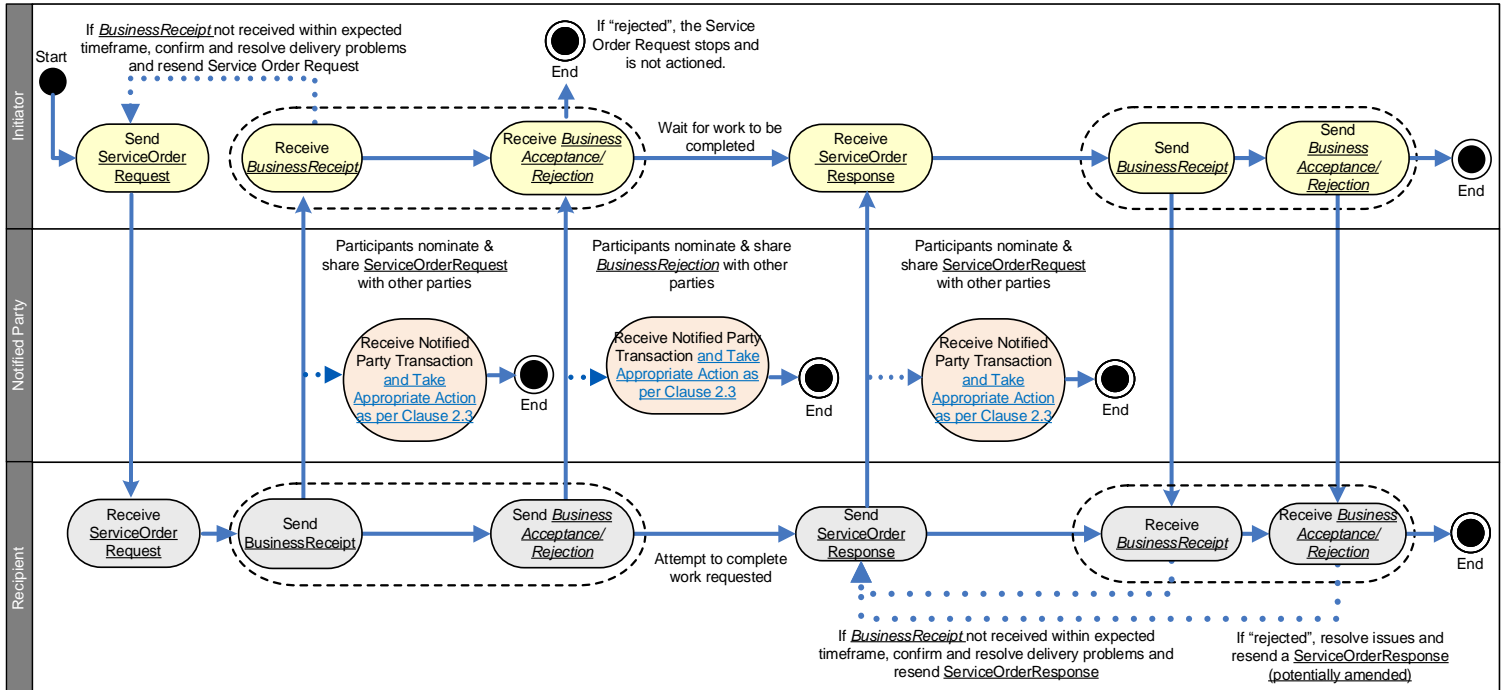 Initiator
If BusinessReceipt not received within expected
timeframe, confirm and resolve delivery problems
and resend Service Order Request
Start
If “rejected”, the Service
Order Request stops and
is not actioned.
End
Send
ServiceOrder
Request
Receive
BusinessReceipt
Receive Business
Acceptance/
Rejection
Wait for work to be
completed
Receive
ServiceOrder
Response
Send
BusinessReceipt
Send
Business
Acceptance/
Rejection
End
Notified Party
Participants nominate &
share ServiceOrderRequest
with other parties
Participants nominate & share
BusinessRejection with other
parties
Participants nominate &
share ServiceOrderRequest
with other parties
Receive Notified
Party Transaction
and Take
Appropriate Action
as per Clause 2.3
End
Receive Notified Party
Transaction and Take
Appropriate Action as
per Clause 2.3
End
Receive Notified
Party Transaction
and Take
Appropriate Action
as per Clause 2.3
End
Recipient
Receive
ServiceOrder
Request
Send
BusinessReceipt
Send Business
Acceptance/
Rejection
Attempt to complete
work requested
Send
ServiceOrder
Response
Receive
BusinessReceipt
Receive Business
Acceptance/
Rejection
End
If BusinessReceipt not received within expected
timeframe, confirm and resolve delivery problems and
resend ServiceOrderResponse
If “rejected”, resolve issues and
resend a ServiceOrderResponse
(potentially amended)